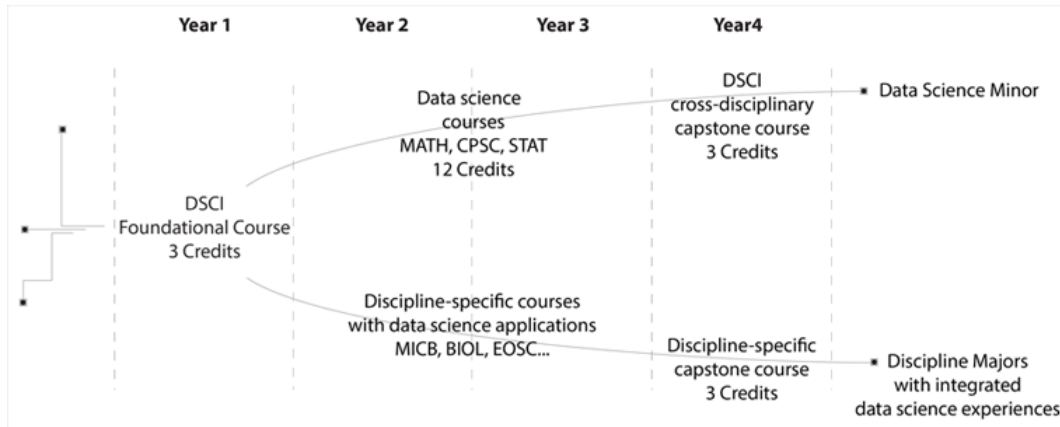 Year 1
Year 2
Year 3
Year4
Data science
courses
MATH, CPSC, STAT
12 Credits
DSCI
cross-disciplinary
capstone course
3 Credits
Data Science Minor
DSCI
Foundational Course
3 Credits
Discipline-specific courses
with data science applications
MICB, BIOL, EOSC...
Discipline-specific
capstone course
3 Credits
Discipline Majors
with integrated
data science experiences